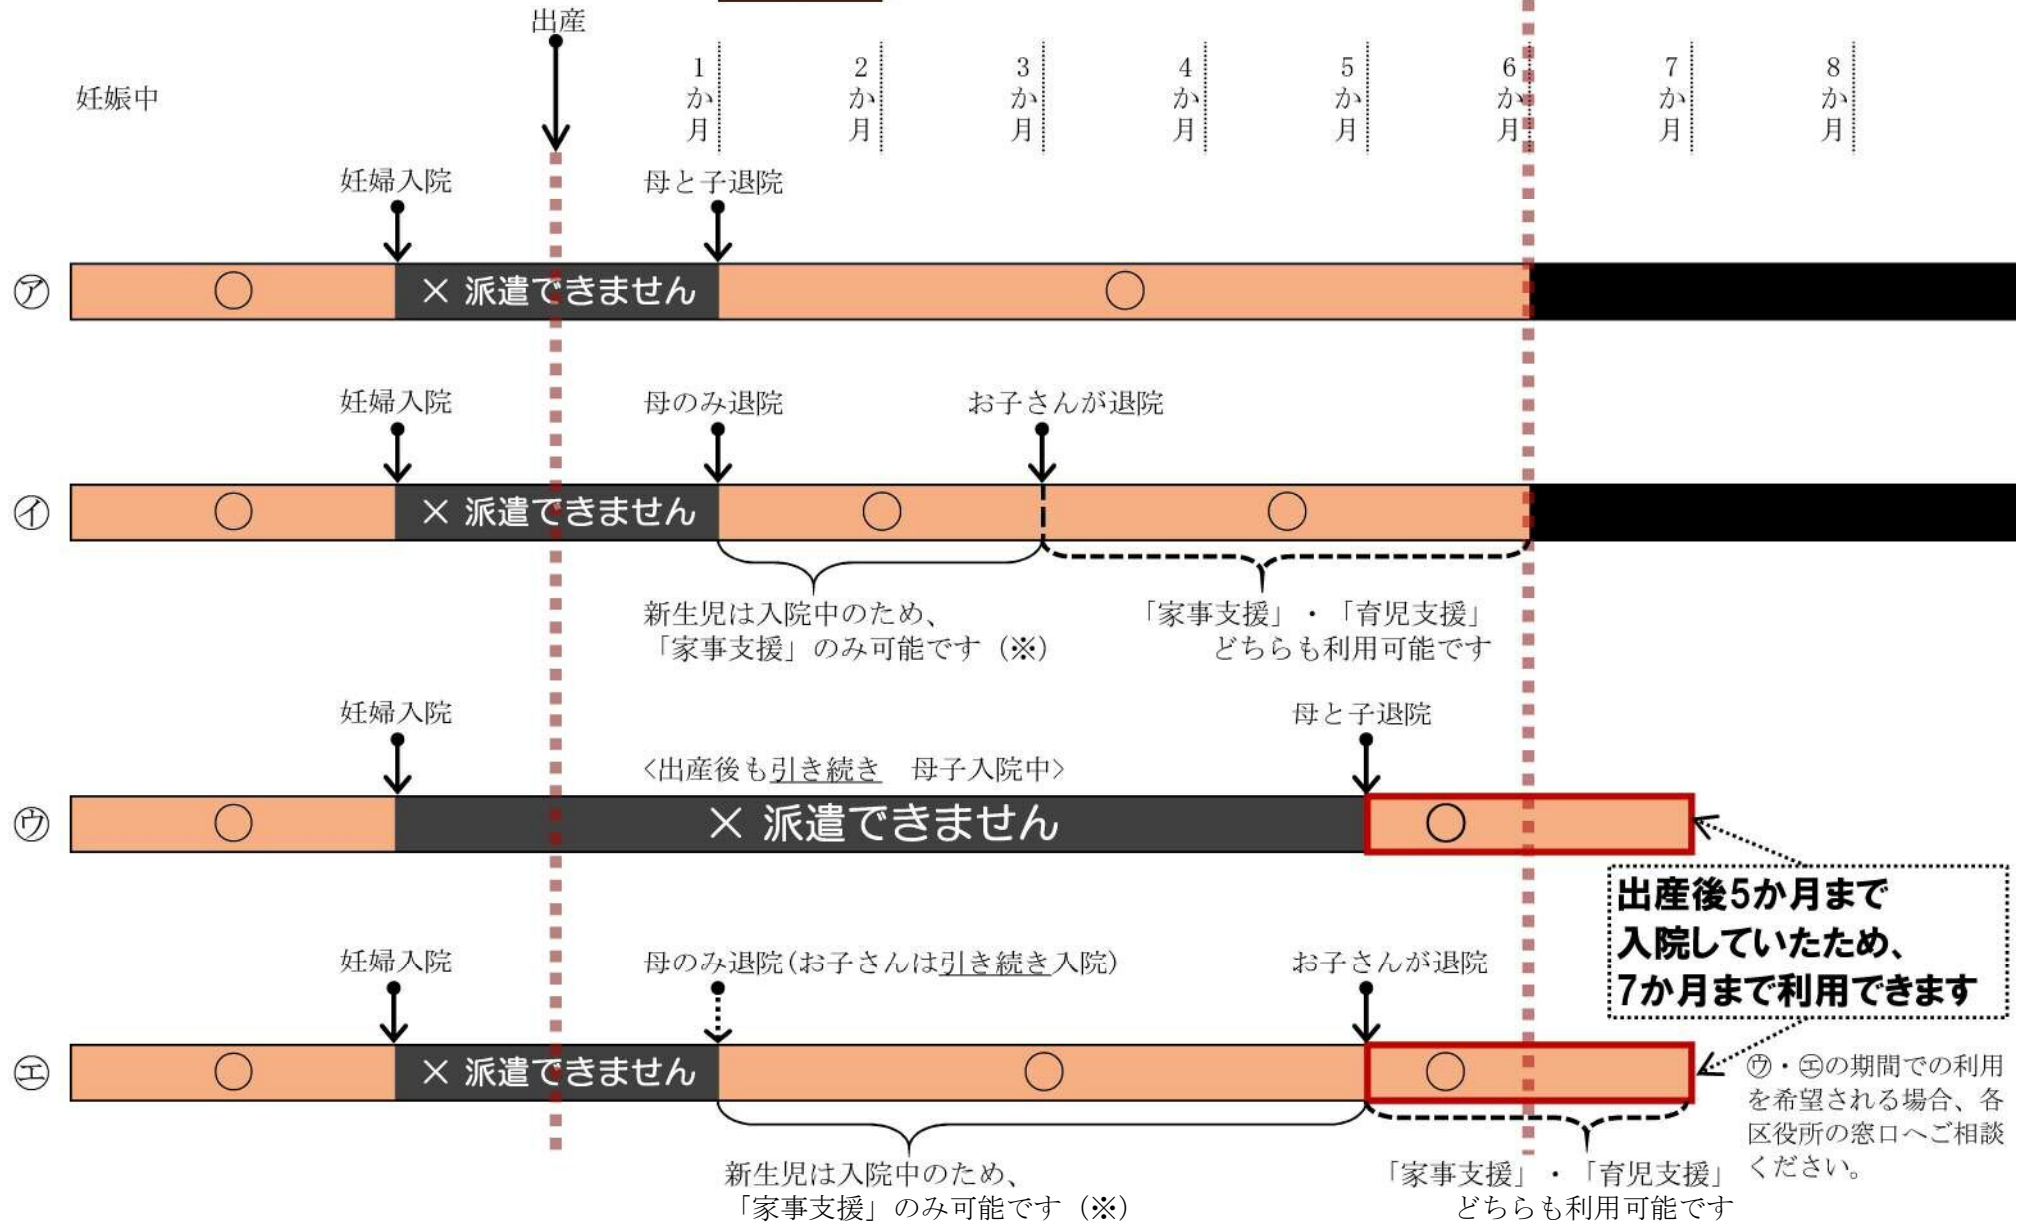 出産
妊娠中
1か月
2か月
3か月
4か月
5か月
6か月
7か月
8か月
妊婦入院
母と子退院
㋐
○
× 派遣できません
○
妊婦入院
母のみ退院
お子さんが退院
㋑
○
× 派遣できません
○
○
新生児は入院中のため、
「家事支援」のみ可能です（※）
「家事支援」・「育児支援」
どちらも利用可能です
妊婦入院
母と子退院
<出産後も引き続き　母子入院中>
㋒
○
× 派遣できません
○
出産後5か月まで
入院していたため、
7か月まで利用できます
妊婦入院
母のみ退院(お子さんは引き続き入院)
お子さんが退院
㋓
○
× 派遣できません
○
○
㋒・㋓の期間での利用
を希望される場合、各
区役所の窓口へご相談
ください。
新生児は入院中のため、
「家事支援」のみ可能です（※）
「家事支援」・「育児支援」
どちらも利用可能です